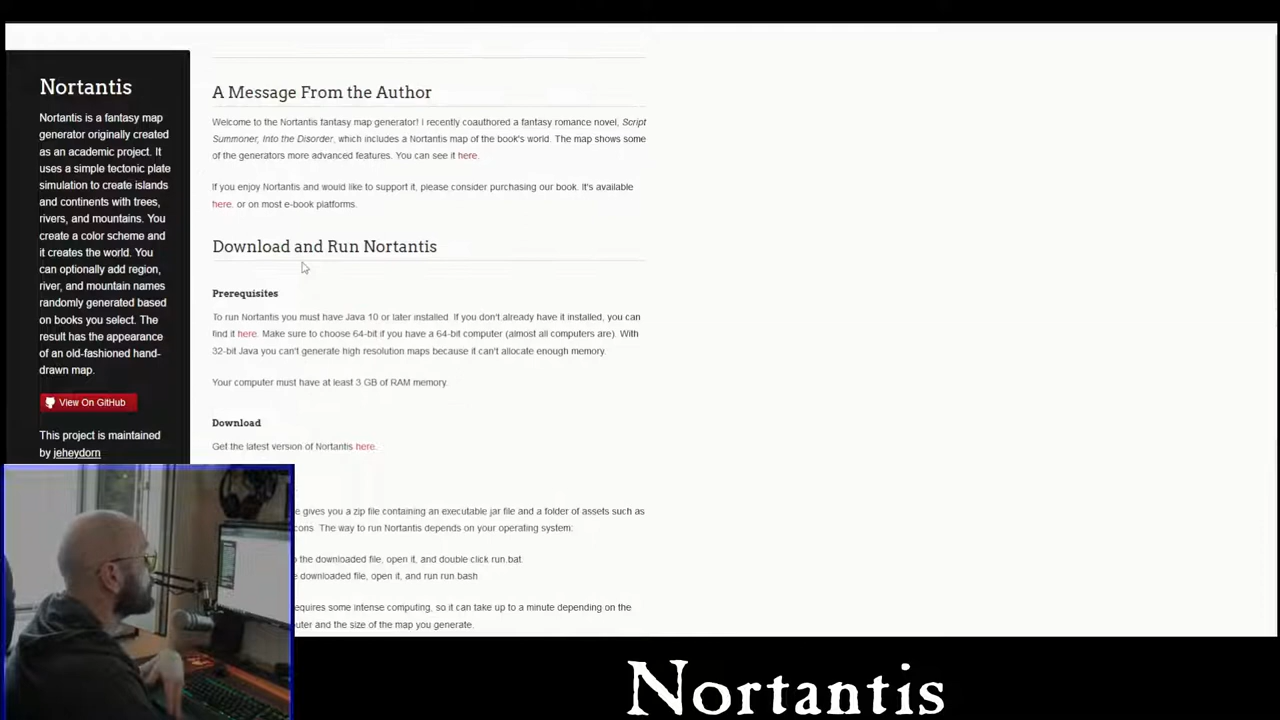 Nortantis
Nortantis is a fantasy map
generator originally created
as an academic project. It
uses a simple tectonic plate
simulation to create islands
and continents with trees,
rivers, and mountains. You
create a color scheme and
it creates the world. You
can optionally add region,
river, and mountain names
randomly generated based
on books you select. The
result has the appearance
of an old-fashioned hand-
drawn map.
View On GitHub
This project is maintained
by jeheydorn
A Message From the Author
Welcome to the Nortantis fantasy map generator! I recently coauthored a fantasy romance novel, Script
Summoner, Into the Disorder, which includes a Nortantis map of the book's world. The map shows some
of the generators more advanced features. You can see it here.
If you enjoy Nortantis and would like to support it, please consider purchasing our book. It's available
here. or on most e-book platforms.
Download and Run Nortantis
Prerequisites
To run Nortantis you must have Java 10 or later installed. If you don't already have it installed, you can
find it here. Make sure to choose 64-bit if you have a 64-bit computer (almost all computers are). With
32-bit Java you can't generate high resolution maps because it can't allocate enough memory.
Your computer must have at least 3 GB of RAM memory.
Download
Get the latest version of Nortantis here.
gives you a zip file containing an executable jar file and a folder of assets such as
The way to run Nortantis depends on your operating system:
the downloaded file, open it, and double click run.bat
downloaded file, open it, and run run.bash
some intense computing, so it can take up to a minute depending on the
and the size of the map you generate.
Nortantis